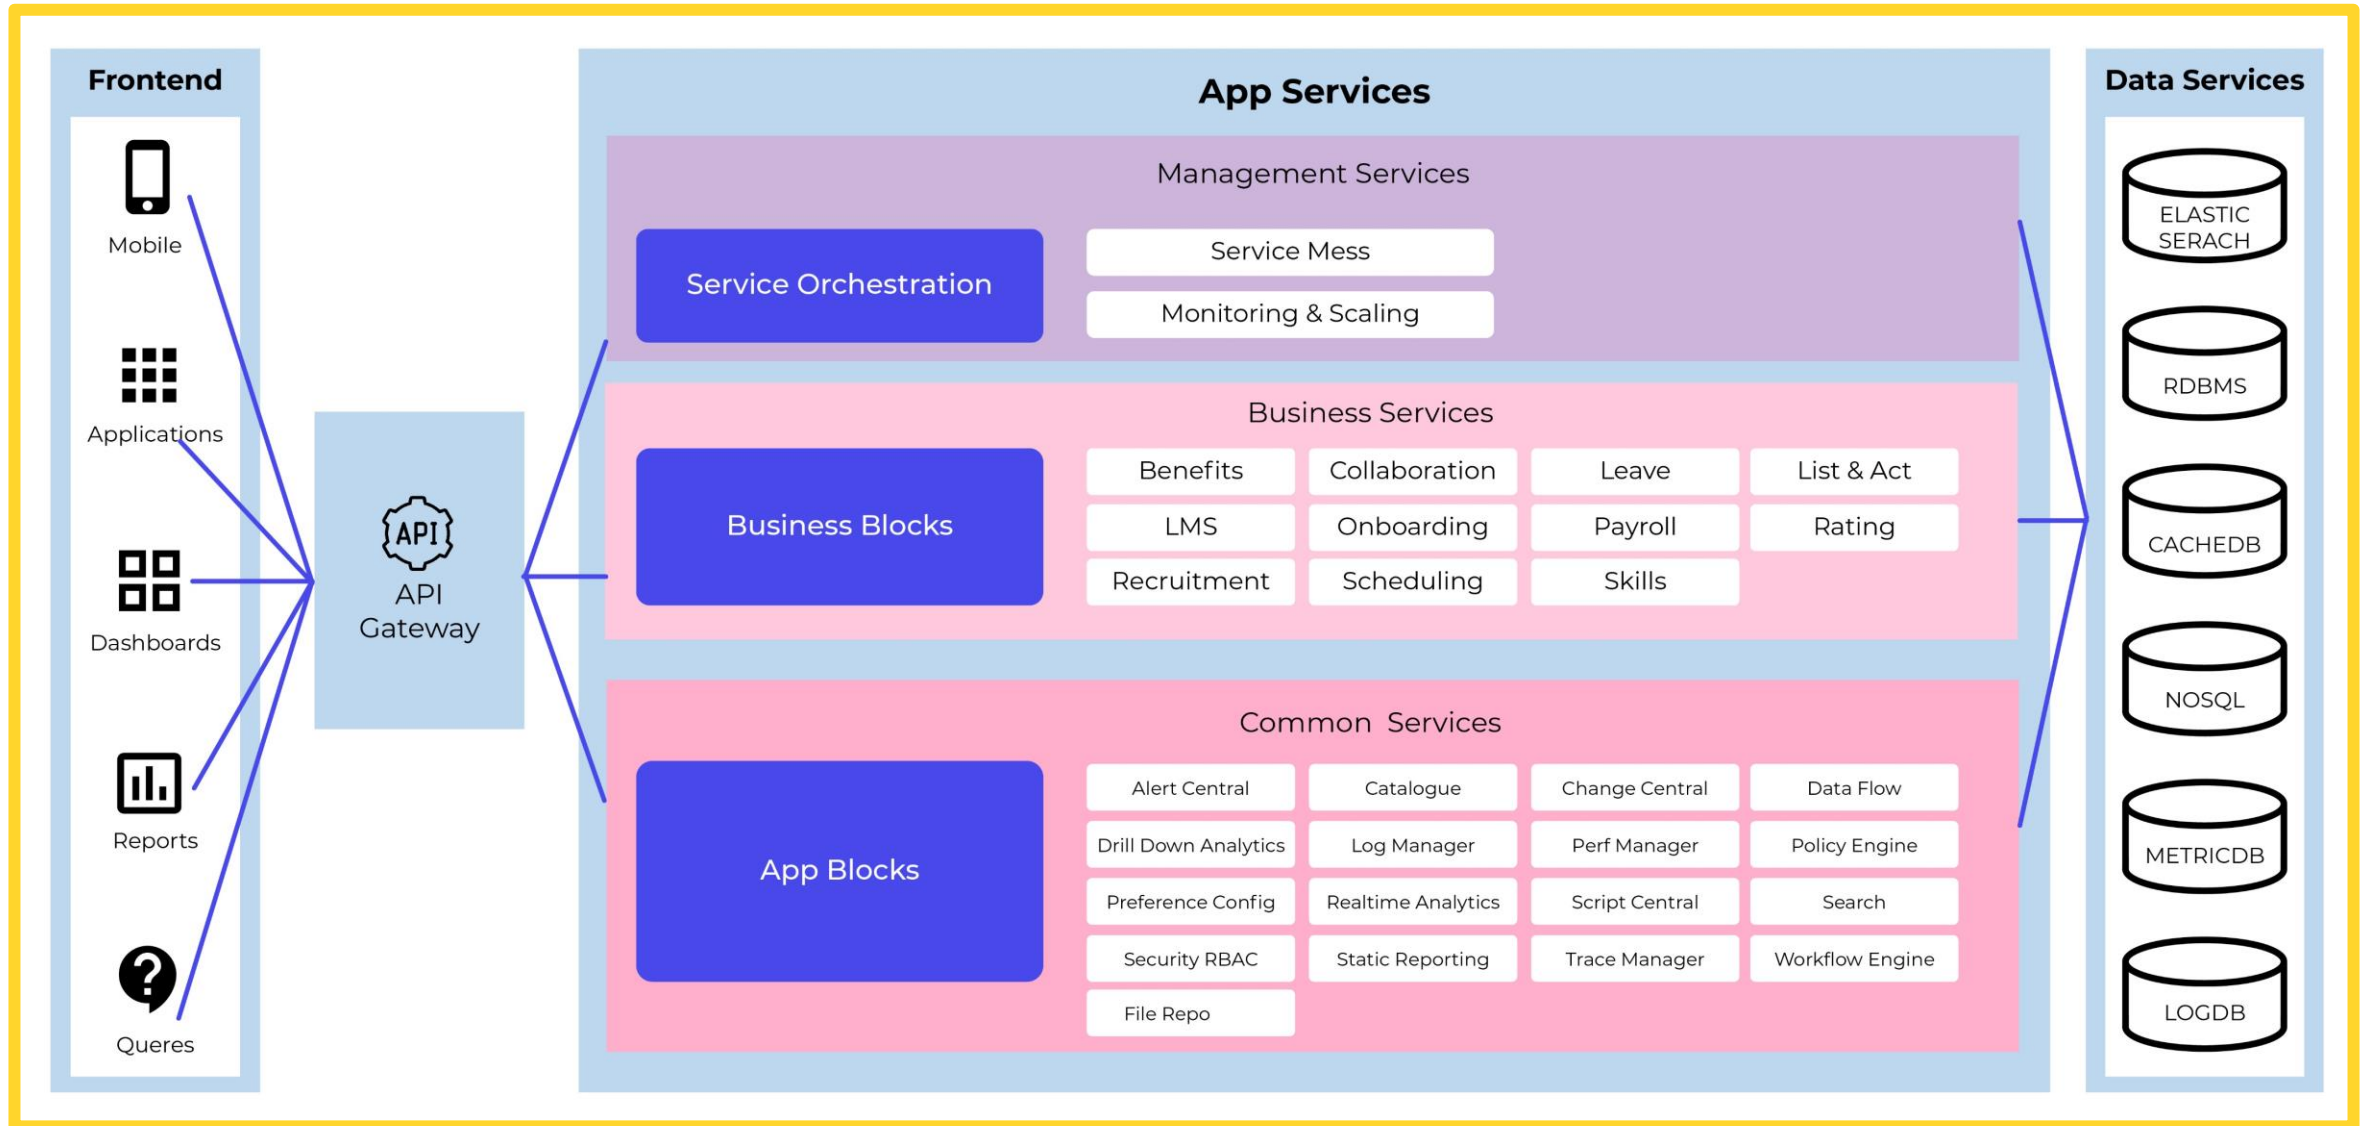 Frontend
Mobile
Applications
Dashboards
Reports
Queres
API
API
Gateway
App Services
Management Services
Service Orchestration
Service Mess
Monitoring & Scaling
Business Services
Business Blocks
Benefits
Collaboration
Leave
List & Act
LMS
Onboarding
Payroll
Rating
Recruitment
Scheduling
Skills
Common Services
App Blocks
Alert Central
Catalogue
Change Central
Data Flow
Drill Down Analytics
Log Manager
Perf Manager
Policy Engine
Preference Config
Realtime Analytics
Script Central
Search
Security RBAC
Static Reporting
Trace Manager
Workflow Engine
File Repo
Data Services
ELASTIC
SERACH
RDBMS
CACHEDB
NOSQL
METRICDB
LOGDB